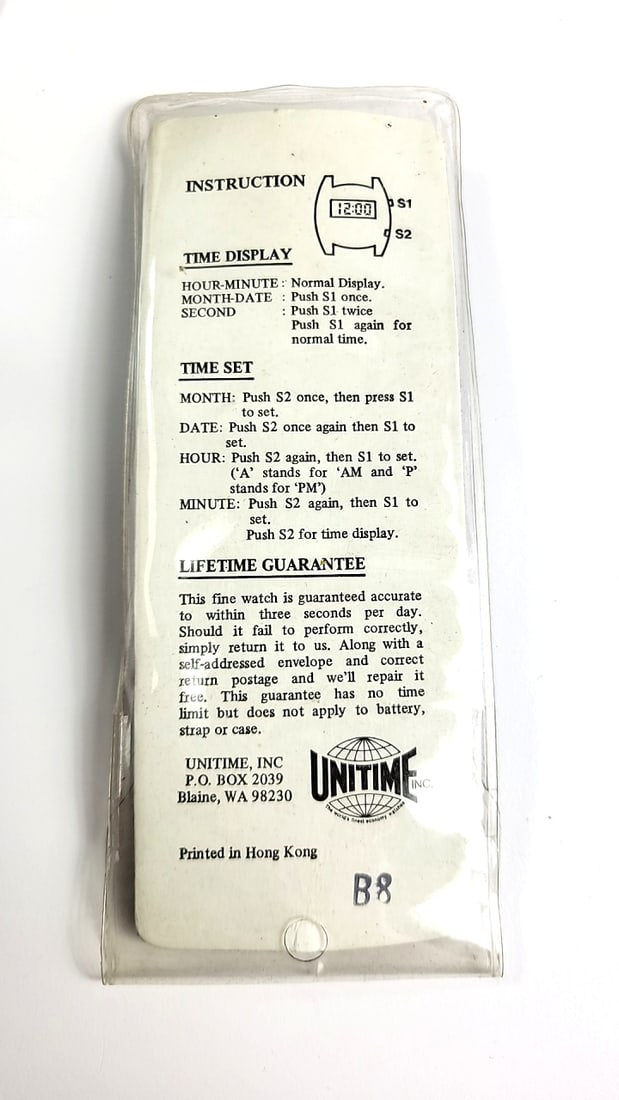 INSTRUCTION
12:00
S1
S2
TIME DISPLAY
HOUR-MINUTE : Normal Display.
MONTH-DATE : Push S1 once.
SECOND : Push S1 twice
Push S1 again for
normal time.
TIME SET
MONTH: Push S2 once, then press S1
to set.
DATE: Push S2 once again then S1 to
set.
HOUR: Push S2 again, then S1 to set.
('A' stands for 'AM and 'P'
stands for 'PM')
MINUTE: Push S2 again, then S1 to
set.
Push S2 for time display.
LIFETIME GUARANTEE
This fine watch is guaranteed accurate
to within three seconds per day.
Should it fail to perform correctly,
simply return it to us. Along with a
self-addressed envelope and correct
return postage and we'll repair it
free. This guarantee has no time
limit but does not apply to battery,
strap or case.
UNITIME, INC
P.O. BOX 2039
Blaine, WA 98230
UNITIME INC.
The world's finest economy watches
Printed in Hong Kong
B8